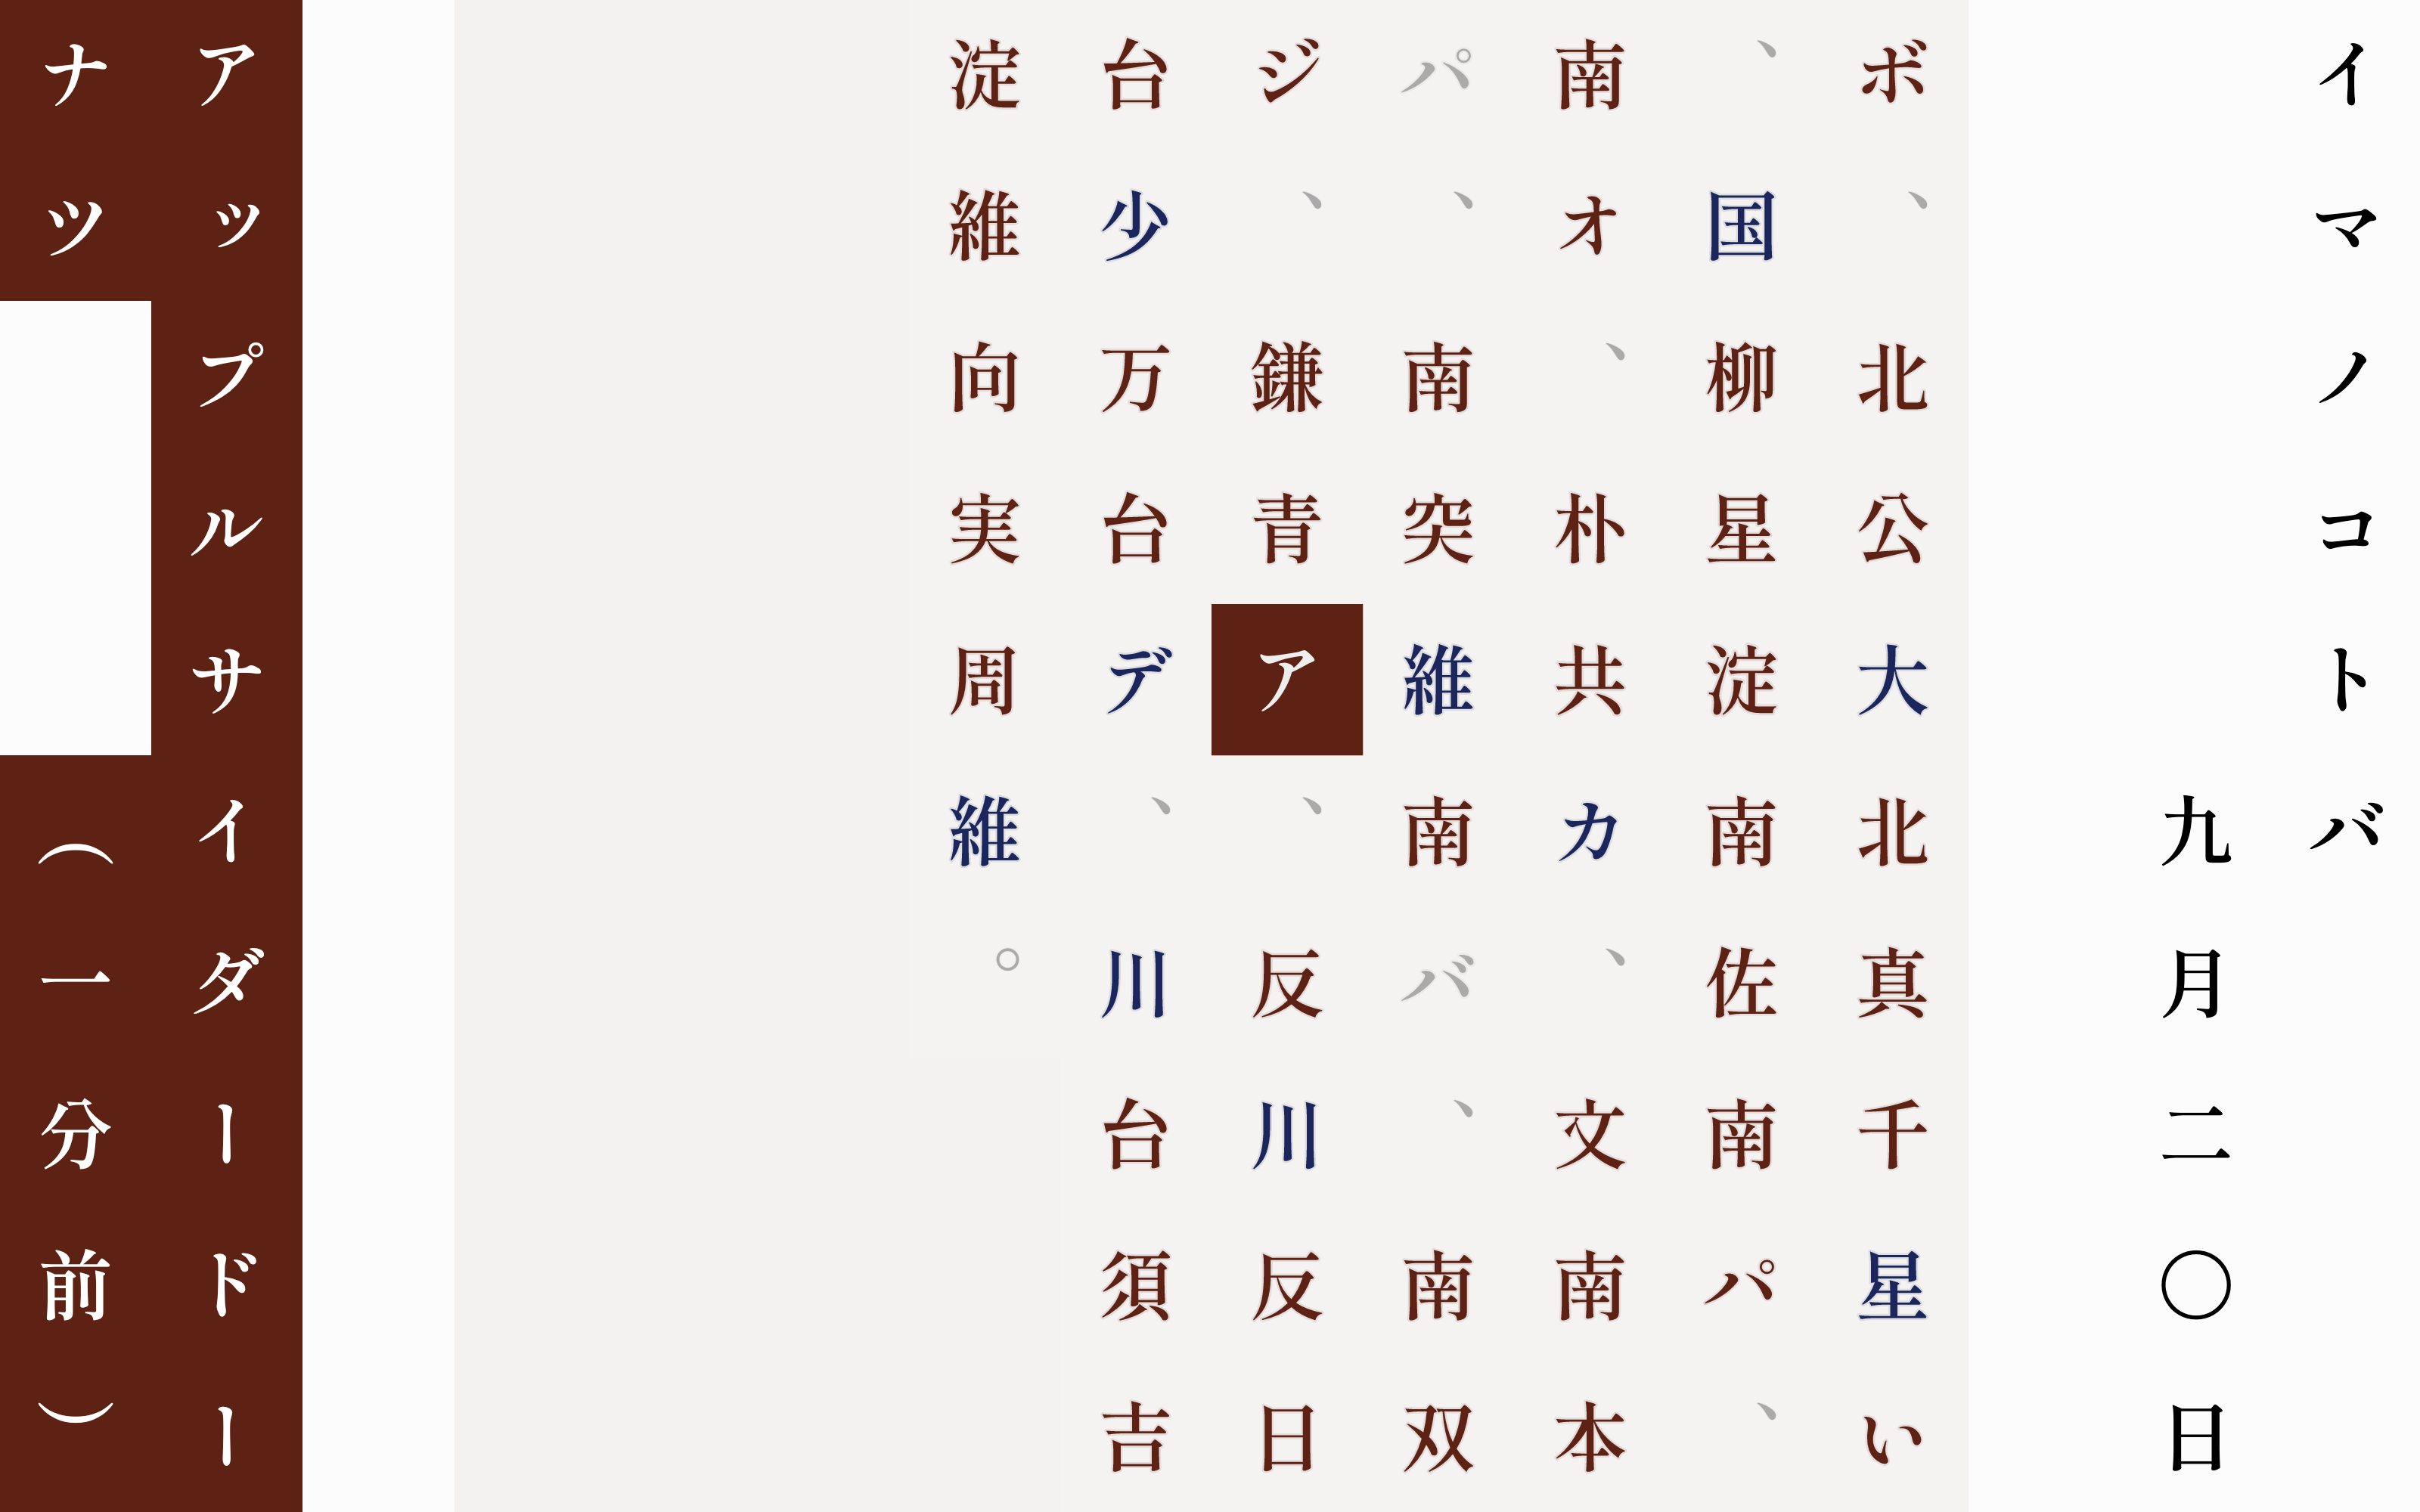 イマノコトバ
九月二〇日
ボ、北公大北真千星い
、国柳星淀南佐南パ、
南オ、朴共カ、文南本
パ、南突維南バ、南双
ジ、鎌青ア、反川反日
台少万台デ、川台須吉
淀維向実周維。
アップルサイダードー
ナツ（一分前）